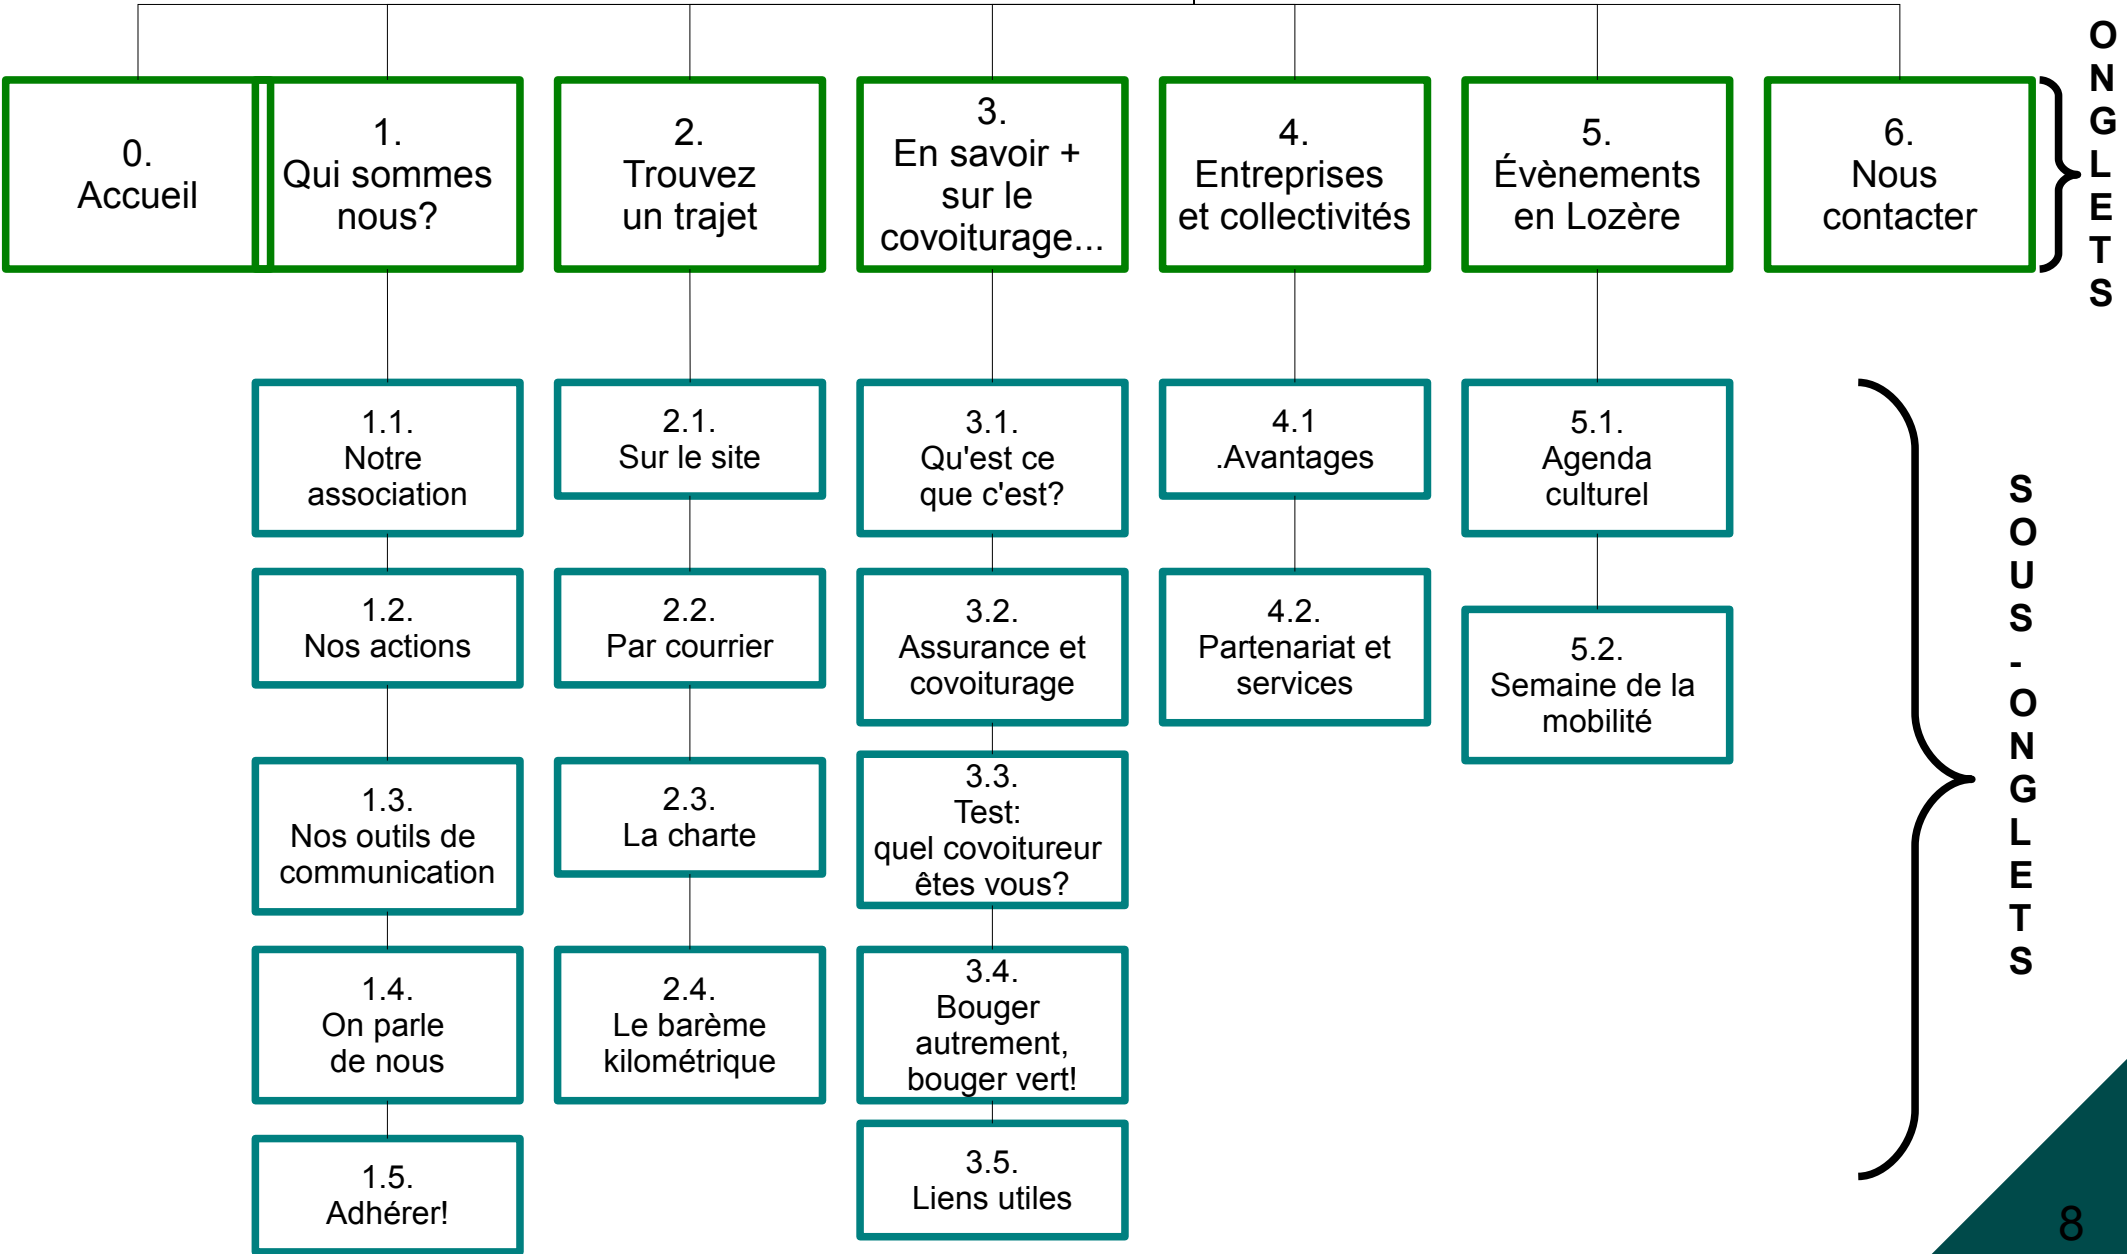 0.
Accueil
1.
Qui sommes
nous?
2.
Trouvez
un trajet
3.
En savoir +
sur le
covoiturage...
4.
Entreprises
et collectivités
5.
Évènements
en Lozère
6.
Nous
contacter
O
N
G
L
E
T
S
1.1.
Notre
association
1.2.
Nos actions
1.3.
Nos outils de
communication
1.4.
On parle
de nous
1.5.
Adhérer!
2.1.
Sur le site
2.2.
Par courrier
2.3.
La charte
2.4.
Le barème
kilométrique
3.1.
Qu'est ce
que c'est?
3.2.
Assurance et
covoiturage
3.3.
Test:
quel covoitureur
êtes vous?
3.4.
Bouger
autrement,
bouger vert!
3.5.
Liens utiles
4.1
.Avantages
4.2.
Partenariat et
services
5.1.
Agenda
culturel
5.2.
Semaine de la
mobilité
S
O
U
S
-
O
N
G
L
E
T
S
8